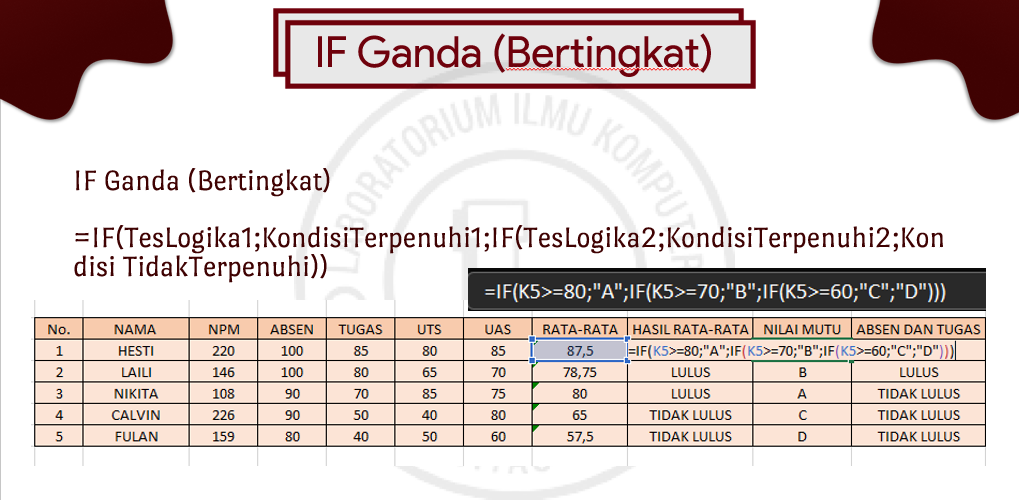 IF Ganda (Bertingkat)
LABORATORIUM ILMU KOMPUTER
IF Ganda (Bertingkat)
=IF(TesLogika1;KondisiTerpenuhi1;IF(TesLogika2;KondisiTerpenuhi2;Kon
disi TidakTerpenuhi))
=IF(K5>=80;"A";IF(K5>=70;"B";IF(K5>=60;"C";"D")))
No. NAMA NPM ABSEN TUGAS UTS UAS RATA-RATA HASIL RATA-RATA NILAI MUTU ABSEN DAN TUGAS
1 HESTI 220 100 85 80 85 87,5 =IF(K5>=80;"A";IF(K5>=70;"B";IF(K5>=60;"C";"D")))
2 LAILI 146 100 80 65 70 78,75 LULUS B LULUS
3 NIKITA 108 90 70 85 75 80 LULUS A TIDAK LULUS
4 CALVIN 226 90 50 40 80 65 TIDAK LULUS C TIDAK LULUS
5 FULAN 159 80 40 50 60 57,5 TIDAK LULUS D TIDAK LULUS